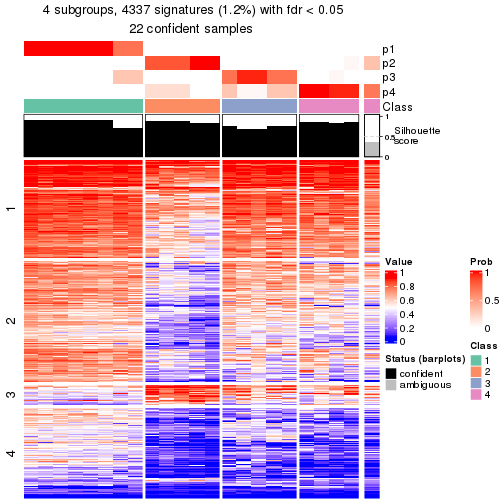 4 subgroups, 4337 signatures (1.2%) with fdr < 0.05
22 confident samples
p1
p2
p3
p4
Class
1
0.5
0
Silhouette
score
1
2
3
4
Value
1
0.8
0.6
0.4
0.2
0
Status (barplots)
confident
ambiguous
Prob
1
0.5
0
Class
1
2
3
4